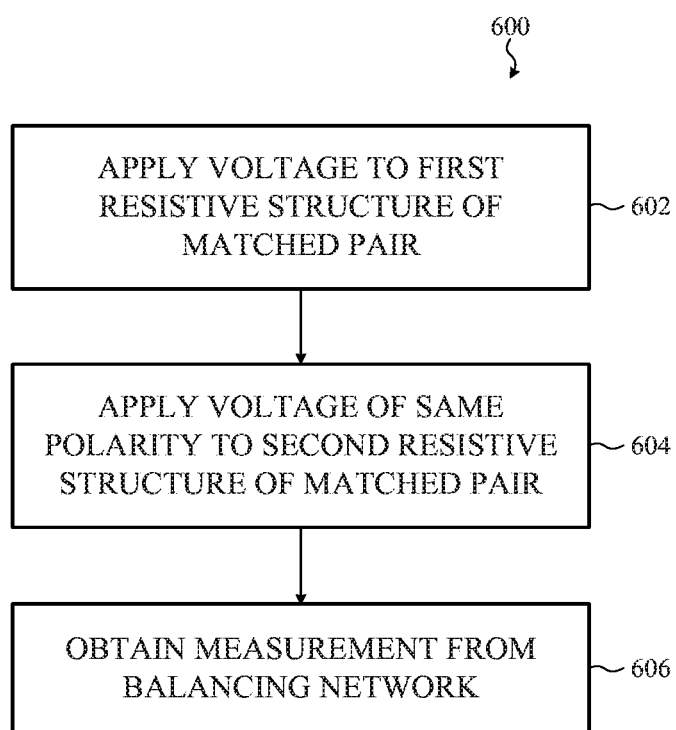 600
APPLY VOLTAGE TO FIRST
RESISTIVE STRUCTURE OF
MATCHED PAIR
602
APPLY VOLTAGE OF SAME
POLARITY TO SECOND RESISTIVE
STRUCTURE OF MATCHED PAIR
604
OBTAIN MEASUREMENT FROM
BALANCING NETWORK
606